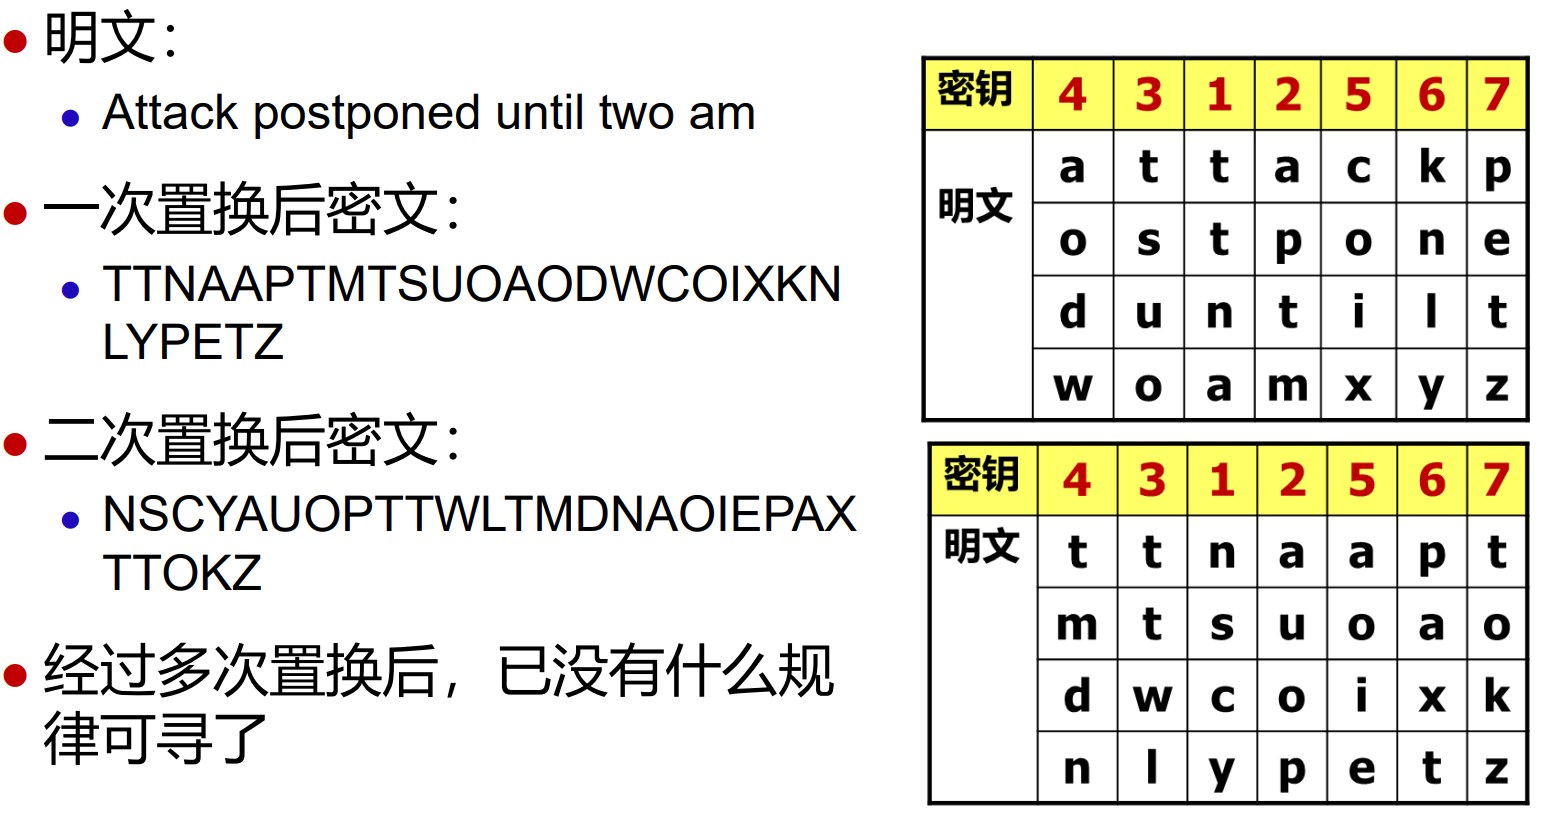 明文：
Attack postponed until two am
一次置换后密文：
TTNAAPTMTSUOAODWCOIXKN
LYPETZ
二次置换后密文：
NSCYAUOPTTWLTMDNAOIEPAX
TTOKZ
经过多次置换后，已没有什么规
律可寻了
密钥 4 3 1 2 5 6 7
明文 a t t a c k p
o s t p o n e
d u n t i l t
w o a m x y z
密钥 4 3 1 2 5 6 7
明文 t t n a a p t
m t s u o a o
d w c o i x k
n l y p e t z